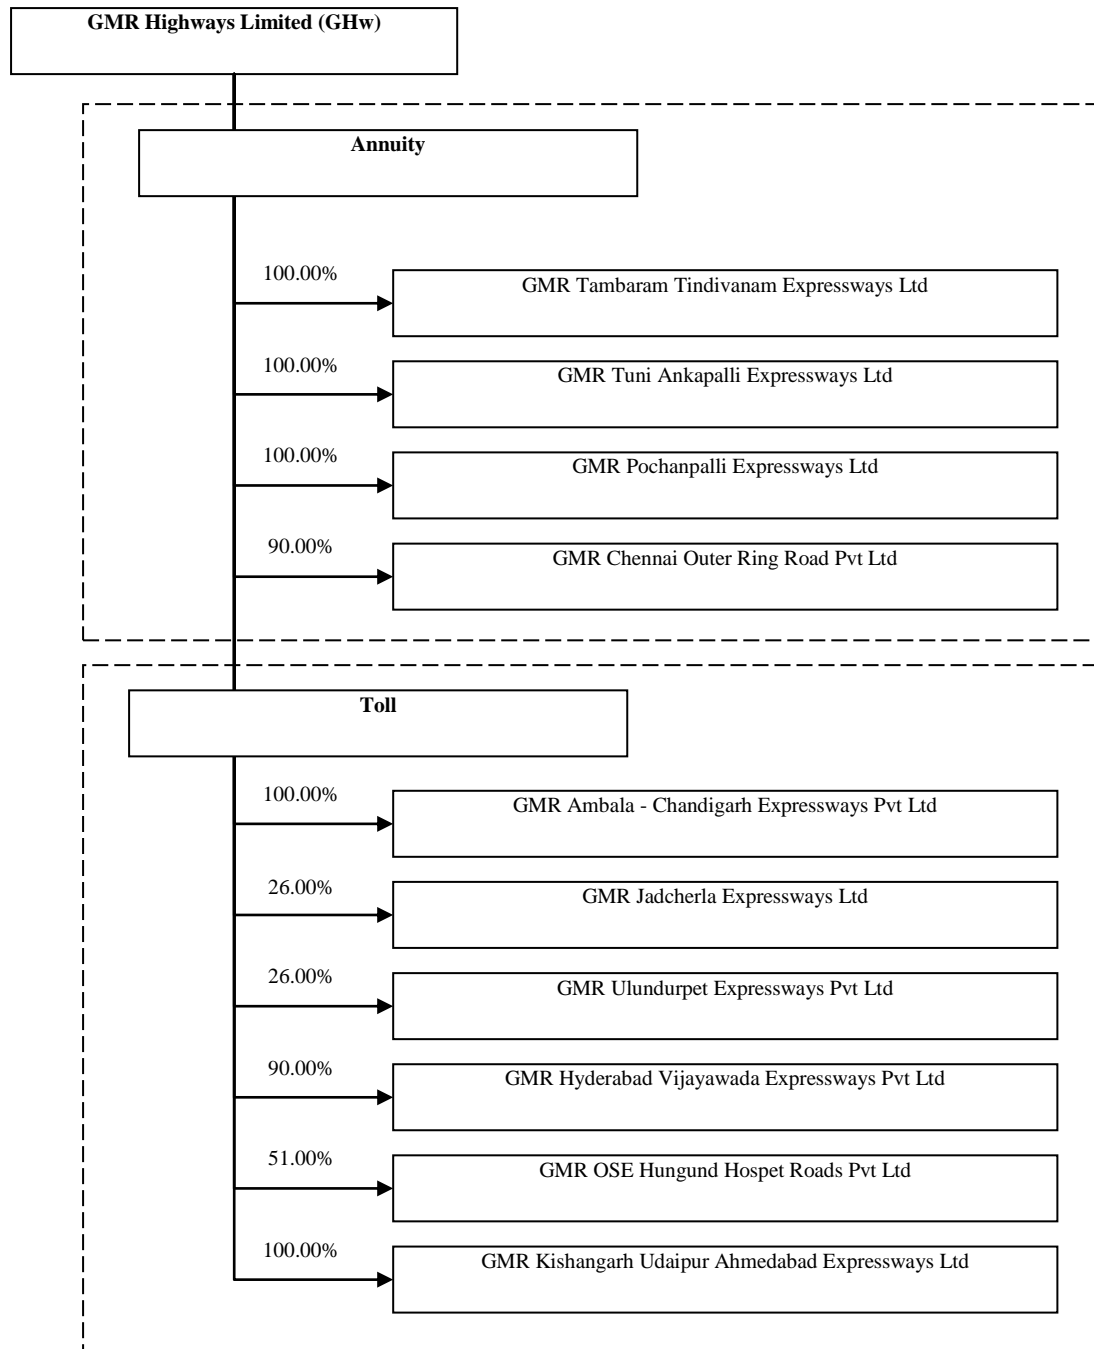 GMR Highways Limited (GHw)
Annuity
100.00%
GMR Tambaram Tindivanam Expressways Ltd
100.00%
GMR Tuni Ankapalli Expressways Ltd
100.00%
GMR Pochanpalli Expressways Ltd
90.00%
GMR Chennai Outer Ring Road Pvt Ltd
Toll
100.00%
GMR Ambala - Chandigarh Expressways Pvt Ltd
26.00%
GMR Jadcherla Expressways Ltd
26.00%
GMR Ulundurpet Expressways Pvt Ltd
90.00%
GMR Hyderabad Vijayawada Expressways Pvt Ltd
51.00%
GMR OSE Hungund Hospet Roads Pvt Ltd
100.00%
GMR Kishangarh Udaipur Ahmedabad Expressways Ltd